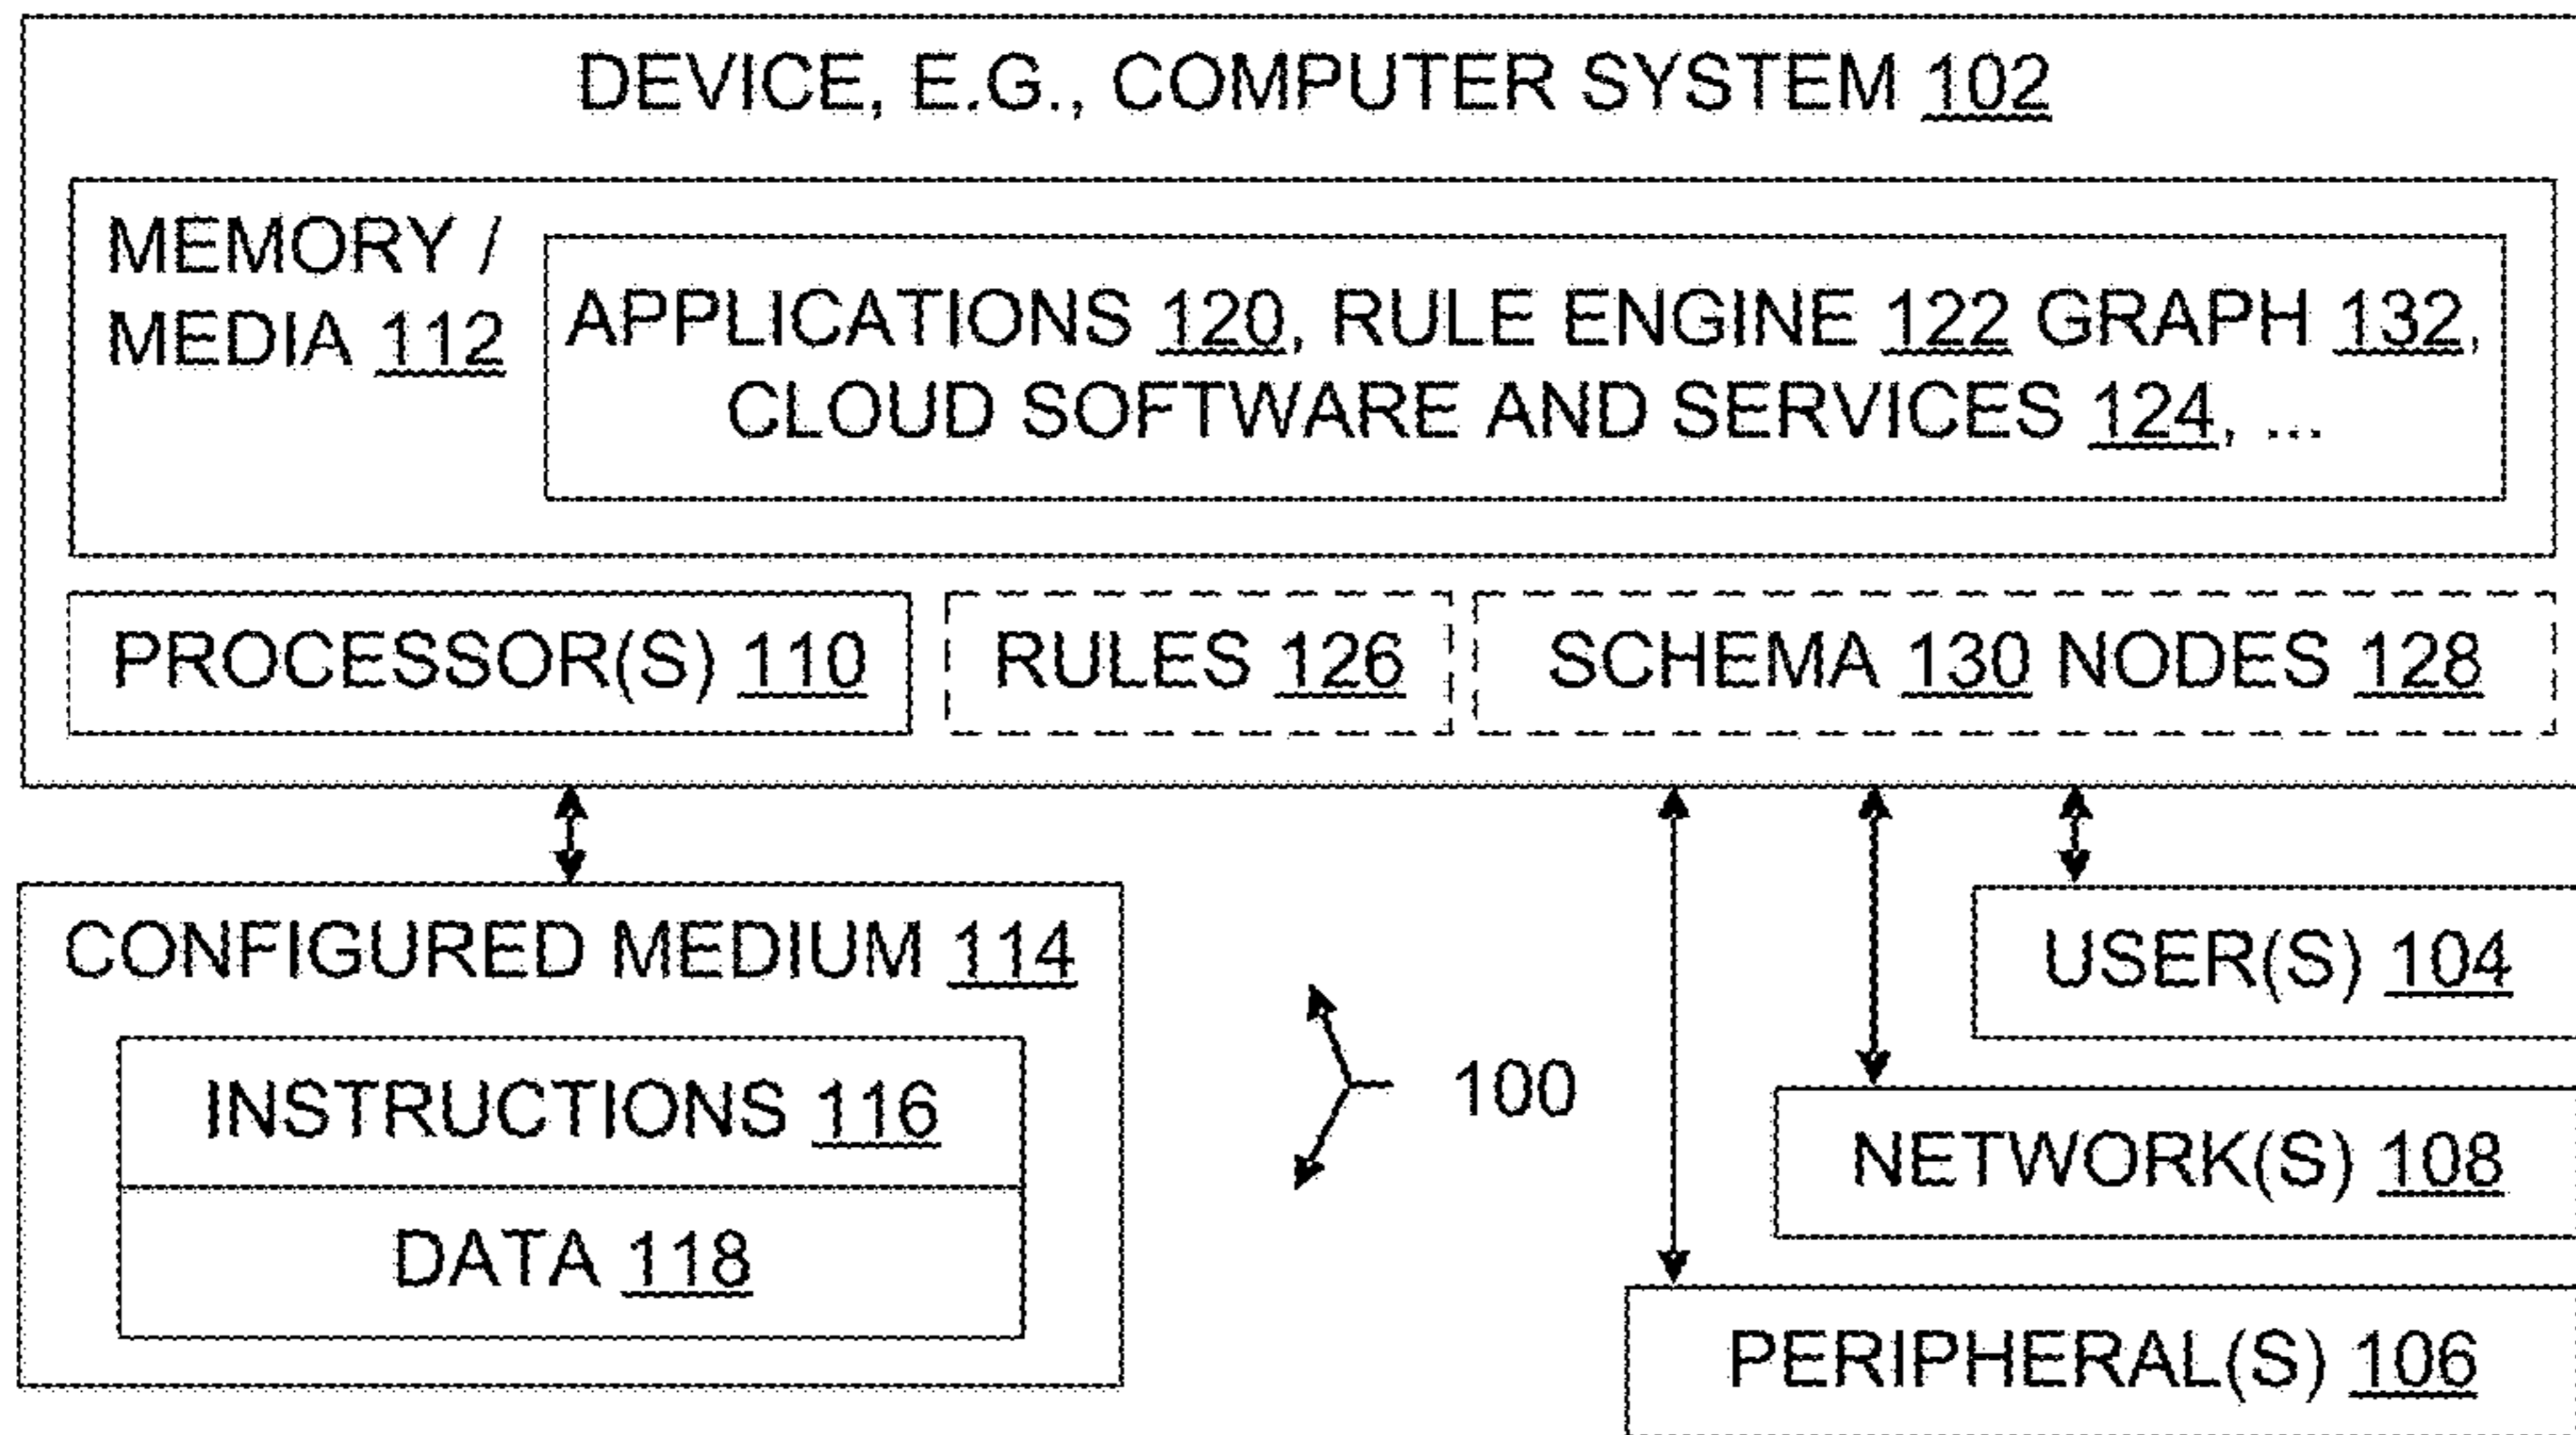 DEVICE, E.G., COMPUTER SYSTEM 102
MEMORY /
MEDIA 112
APPLICATIONS 120, RULE ENGINE 122 GRAPH 132,
CLOUD SOFTWARE AND SERVICES 124, ...
PROCESSOR(S) 110
RULES 126
SCHEMA 130 NODES 128
CONFIGURED MEDIUM 114
INSTRUCTIONS 116
DATA 118
100
USER(S) 104
NETWORK(S) 108
PERIPHERAL(S) 106